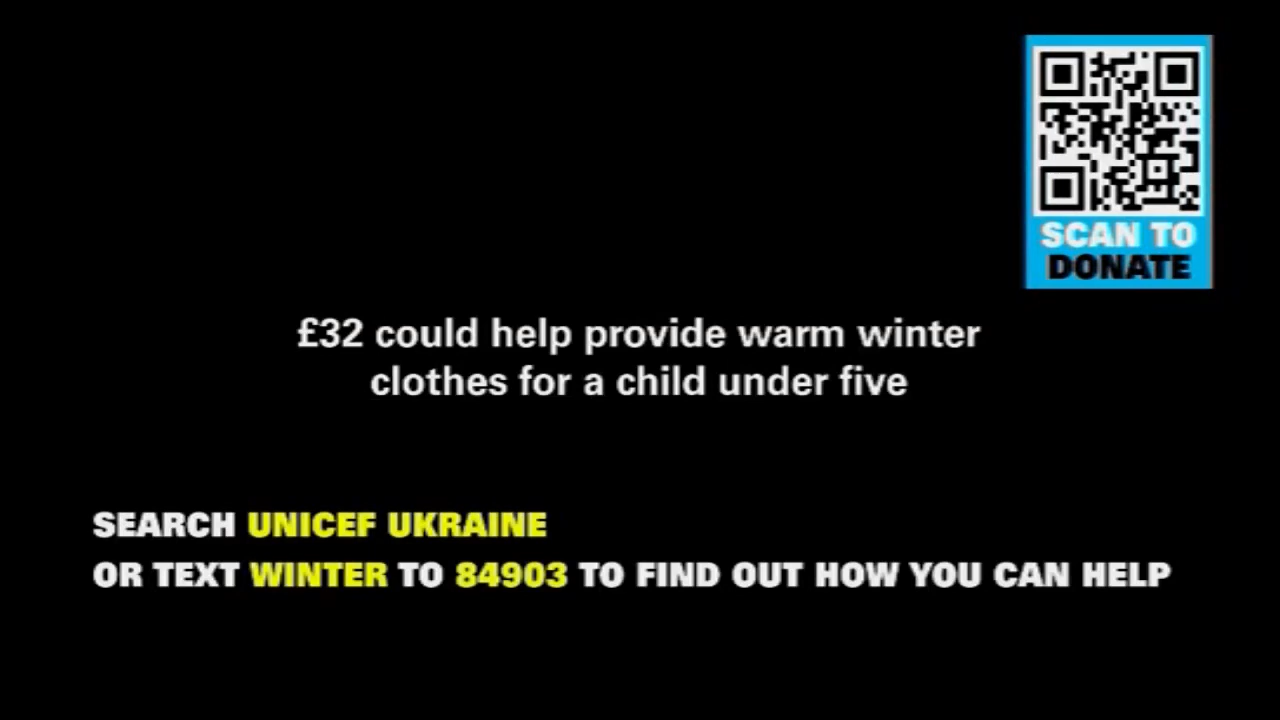 SCAN TO
DONATE
£32 could help provide warm winter
clothes for a child under five
SEARCH UNICEF UKRAINE
OR TEXT WINTER TO 84903 TO FIND OUT HOW YOU CAN HELP